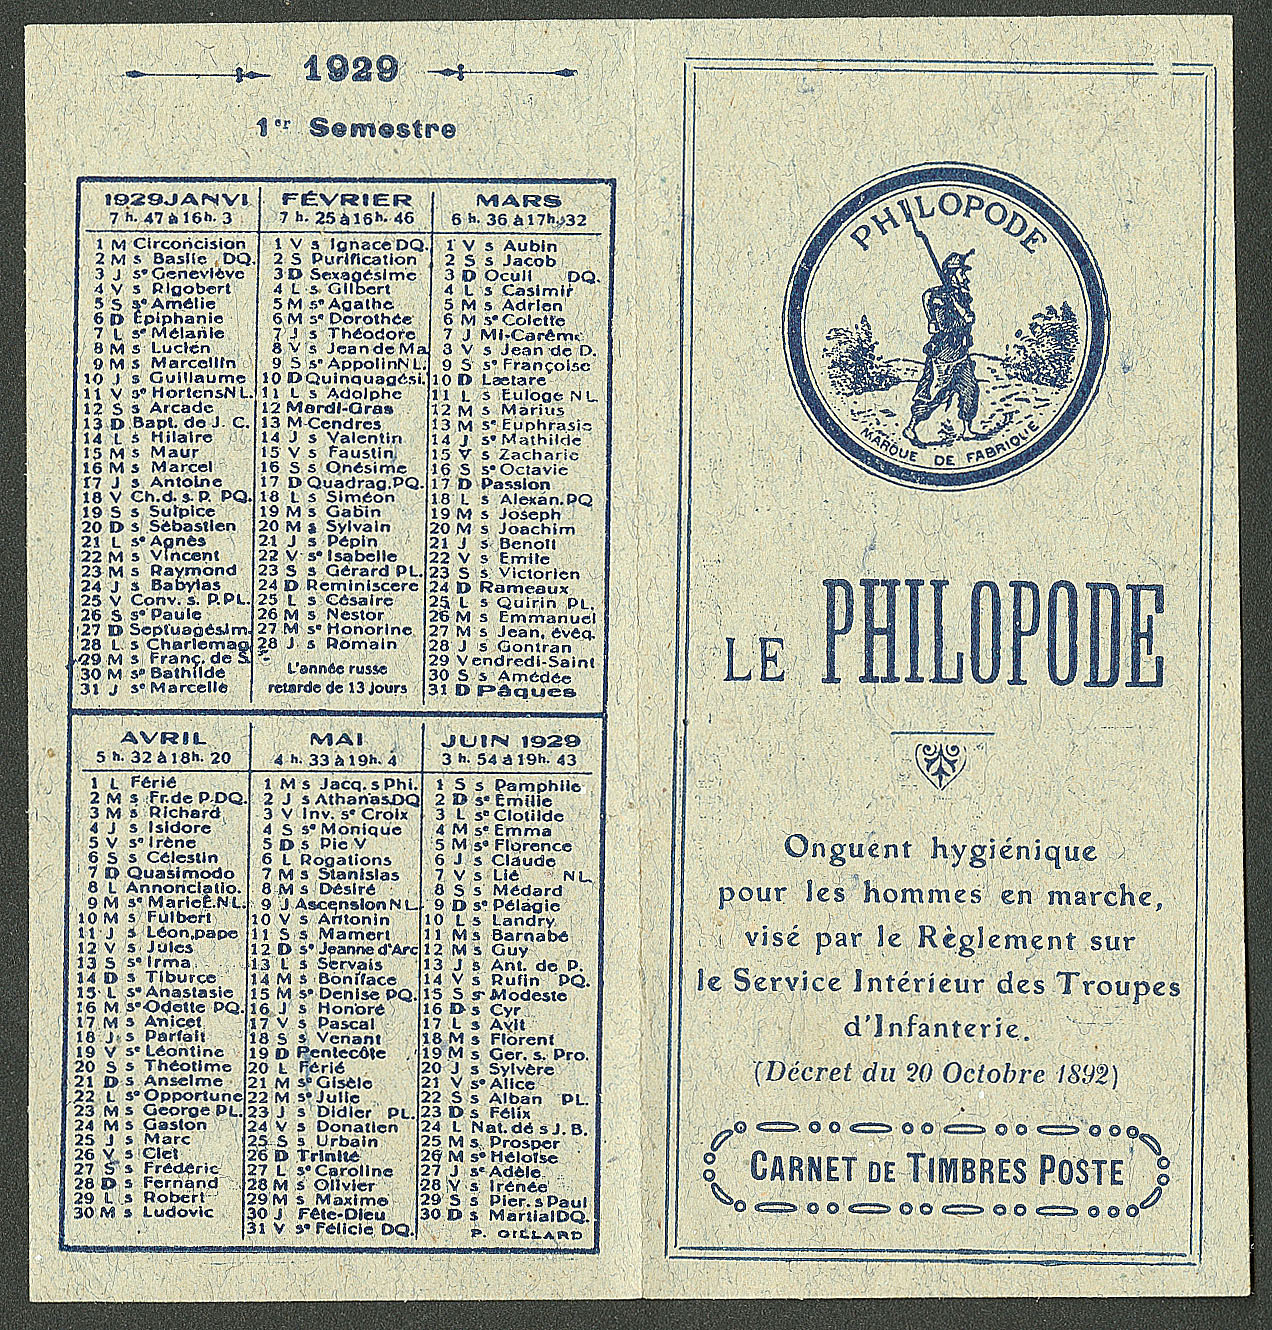 1929
1er Semestre
1929 JANVI.
7 h. 47 à 16 h. 3
1 M Circoncision
2 M s Basile DQ.
3 J se Geneviève
4 V s Rigobert
5 S se Amélie
6 D Épiphanie
7 L se Mélanie
8 M s Lucien
9 M s Marcellin
10 J s Guillaume
11 V se Hortens NL.
12 S s Arcade
13 D Bapt. de J. C.
14 L s Hilaire
15 M s Maur
16 M s Marcel
17 J s Antoine
18 V Ch. d. s. P. PQ.
19 S s Sulpice
20 D s Sébastien
21 L se Agnès
22 M s Vincent
23 M s Raymond
24 J s Babylas
25 V Conv. s. P. PL.
26 S se Paule
27 D Septuagésim.
28 L s Charlemag.
29 M s Franç. de S.
30 M se Bathilde
31 J se Marcelle
FÉVRIER
7 h. 25 à 16 h. 46
1 V s Ignace DQ.
2 S Purification
3 D Sexagésime
4 L s Gilbert
5 M se Agathe
6 M se Dorothée
7 J s Théodore
8 V s Jean de Ma.
9 S se Appolin NL.
10 D Quinquagési.
11 L s Adolphe
12 Mardi-Gras
13 M Cendres
14 J s Valentin
15 V s Faustin
16 S s Onésime
17 D Quadrag. PQ.
18 L s Siméon
19 M s Gabin
20 M s Sylvain
21 J s Pépin
22 V se Isabelle
23 S s Gérard PL.
24 D Reminiscere
25 L s Césaire
26 M s Nestor
27 M se Honorine
28 J s Romain
L'année russe
retarde de 13 jours
MARS
6 h. 36 à 17 h. 32
1 V s Aubin
2 S s Jacob
3 D Oculi DQ.
4 L s Casimir
5 M s Adrien
6 M se Colette
7 J Mi-Carême
8 V s Jean de D.
9 S se Françoise
10 D Lætare
11 L s Euloge NL
12 M s Marius
13 M se Euphrasie
14 J se Mathilde
15 V s Zacharie
16 S se Octavie
17 D Passion
18 L s Alexan. PQ
19 M s Joseph
20 M s Joachim
21 J s Benoît
22 V s Emile
23 S s Victorien
24 D Rameaux
25 L s Quirin PL.
26 M s Emmanuel
27 M s Jean, évêq.
28 J s Gontran
29 Vendredi-Saint
30 S s Amédée
31 D Pâques
AVRIL
5 h. 32 à 18 h. 20
1 L Férié
2 M s Fr. de P. DQ.
3 M s Richard
4 J s Isidore
5 V se Irène
6 S s Célestin
7 D Quasimodo
8 L Annonciatio.
9 M se Marie É. NL.
10 M s Fulbert
11 J s Léon, pape
12 V s Jules
13 S se Irma
14 D s Tiburce
15 L se Anastasie
16 M se Odette PQ.
17 M s Anicet
18 J s Parfait
19 V se Léontine
20 S s Théotime
21 D s Anselme
22 L se Opportune
23 M s George PL.
24 M s Gaston
25 J s Marc
26 V s Clet
27 S s Frédéric
28 D s Fernand
29 L s Robert
30 M s Ludovic
MAI
4 h. 33 à 19 h. 4
1 M s Jacq. s Phi.
2 J s Athanas. DQ
3 V Inv. se Croix
4 S se Monique
5 D s Pie V
6 L Rogations
7 M s Stanislas
8 M s Désiré
9 J Ascension NL.
10 V s Antonin
11 S s Mamert
12 D se Jeanne d'Arc
13 L s Servais
14 M s Boniface
15 M se Denise PQ.
16 J s Honoré
17 V s Pascal
18 S s Venant
19 D Pentecôte
20 L Férié
21 M se Gisèle
22 M se Julie
23 J s Didier PL.
24 V s Donatien
25 S s Urbain
26 D Trinité
27 L se Caroline
28 M s Olivier
29 M s Maxime
30 J Fête-Dieu
31 V se Félicie DQ.
JUIN 1929
3 h. 54 à 19 h. 43
1 S s Pamphile
2 D se Emilie
3 L se Clotilde
4 M se Emma
5 M se Florence
6 J s Claude
7 V s Lié NL
8 S s Médard
9 D se Pélagie
10 L s Landry
11 M s Barnabé
12 M s Guy
13 J s Ant. de P.
14 V s Rufin PQ.
15 S se Modeste
16 D s Cyr
17 L s Avit
18 M s Florent
19 M s Ger. s. Pro.
20 J s Sylvère
21 V se Alice
22 S s Alban PL.
23 D s Félix
24 L Nat. de s J. B.
25 M s Prosper
26 M se Héloïse
27 J se Adèle
28 V s Irénée
29 S s Pier. s Paul
30 D s Martial DQ.
P. OILLARD
PHILOPODE
MARQUE DE FABRIQUE
LE PHILOPODE
Onguent hygiénique
pour les hommes en marche,
visé par le Règlement sur
le Service Intérieur des Troupes
d'Infanterie.
(Décret du 20 Octobre 1892)
CARNET DE TIMBRES POSTE